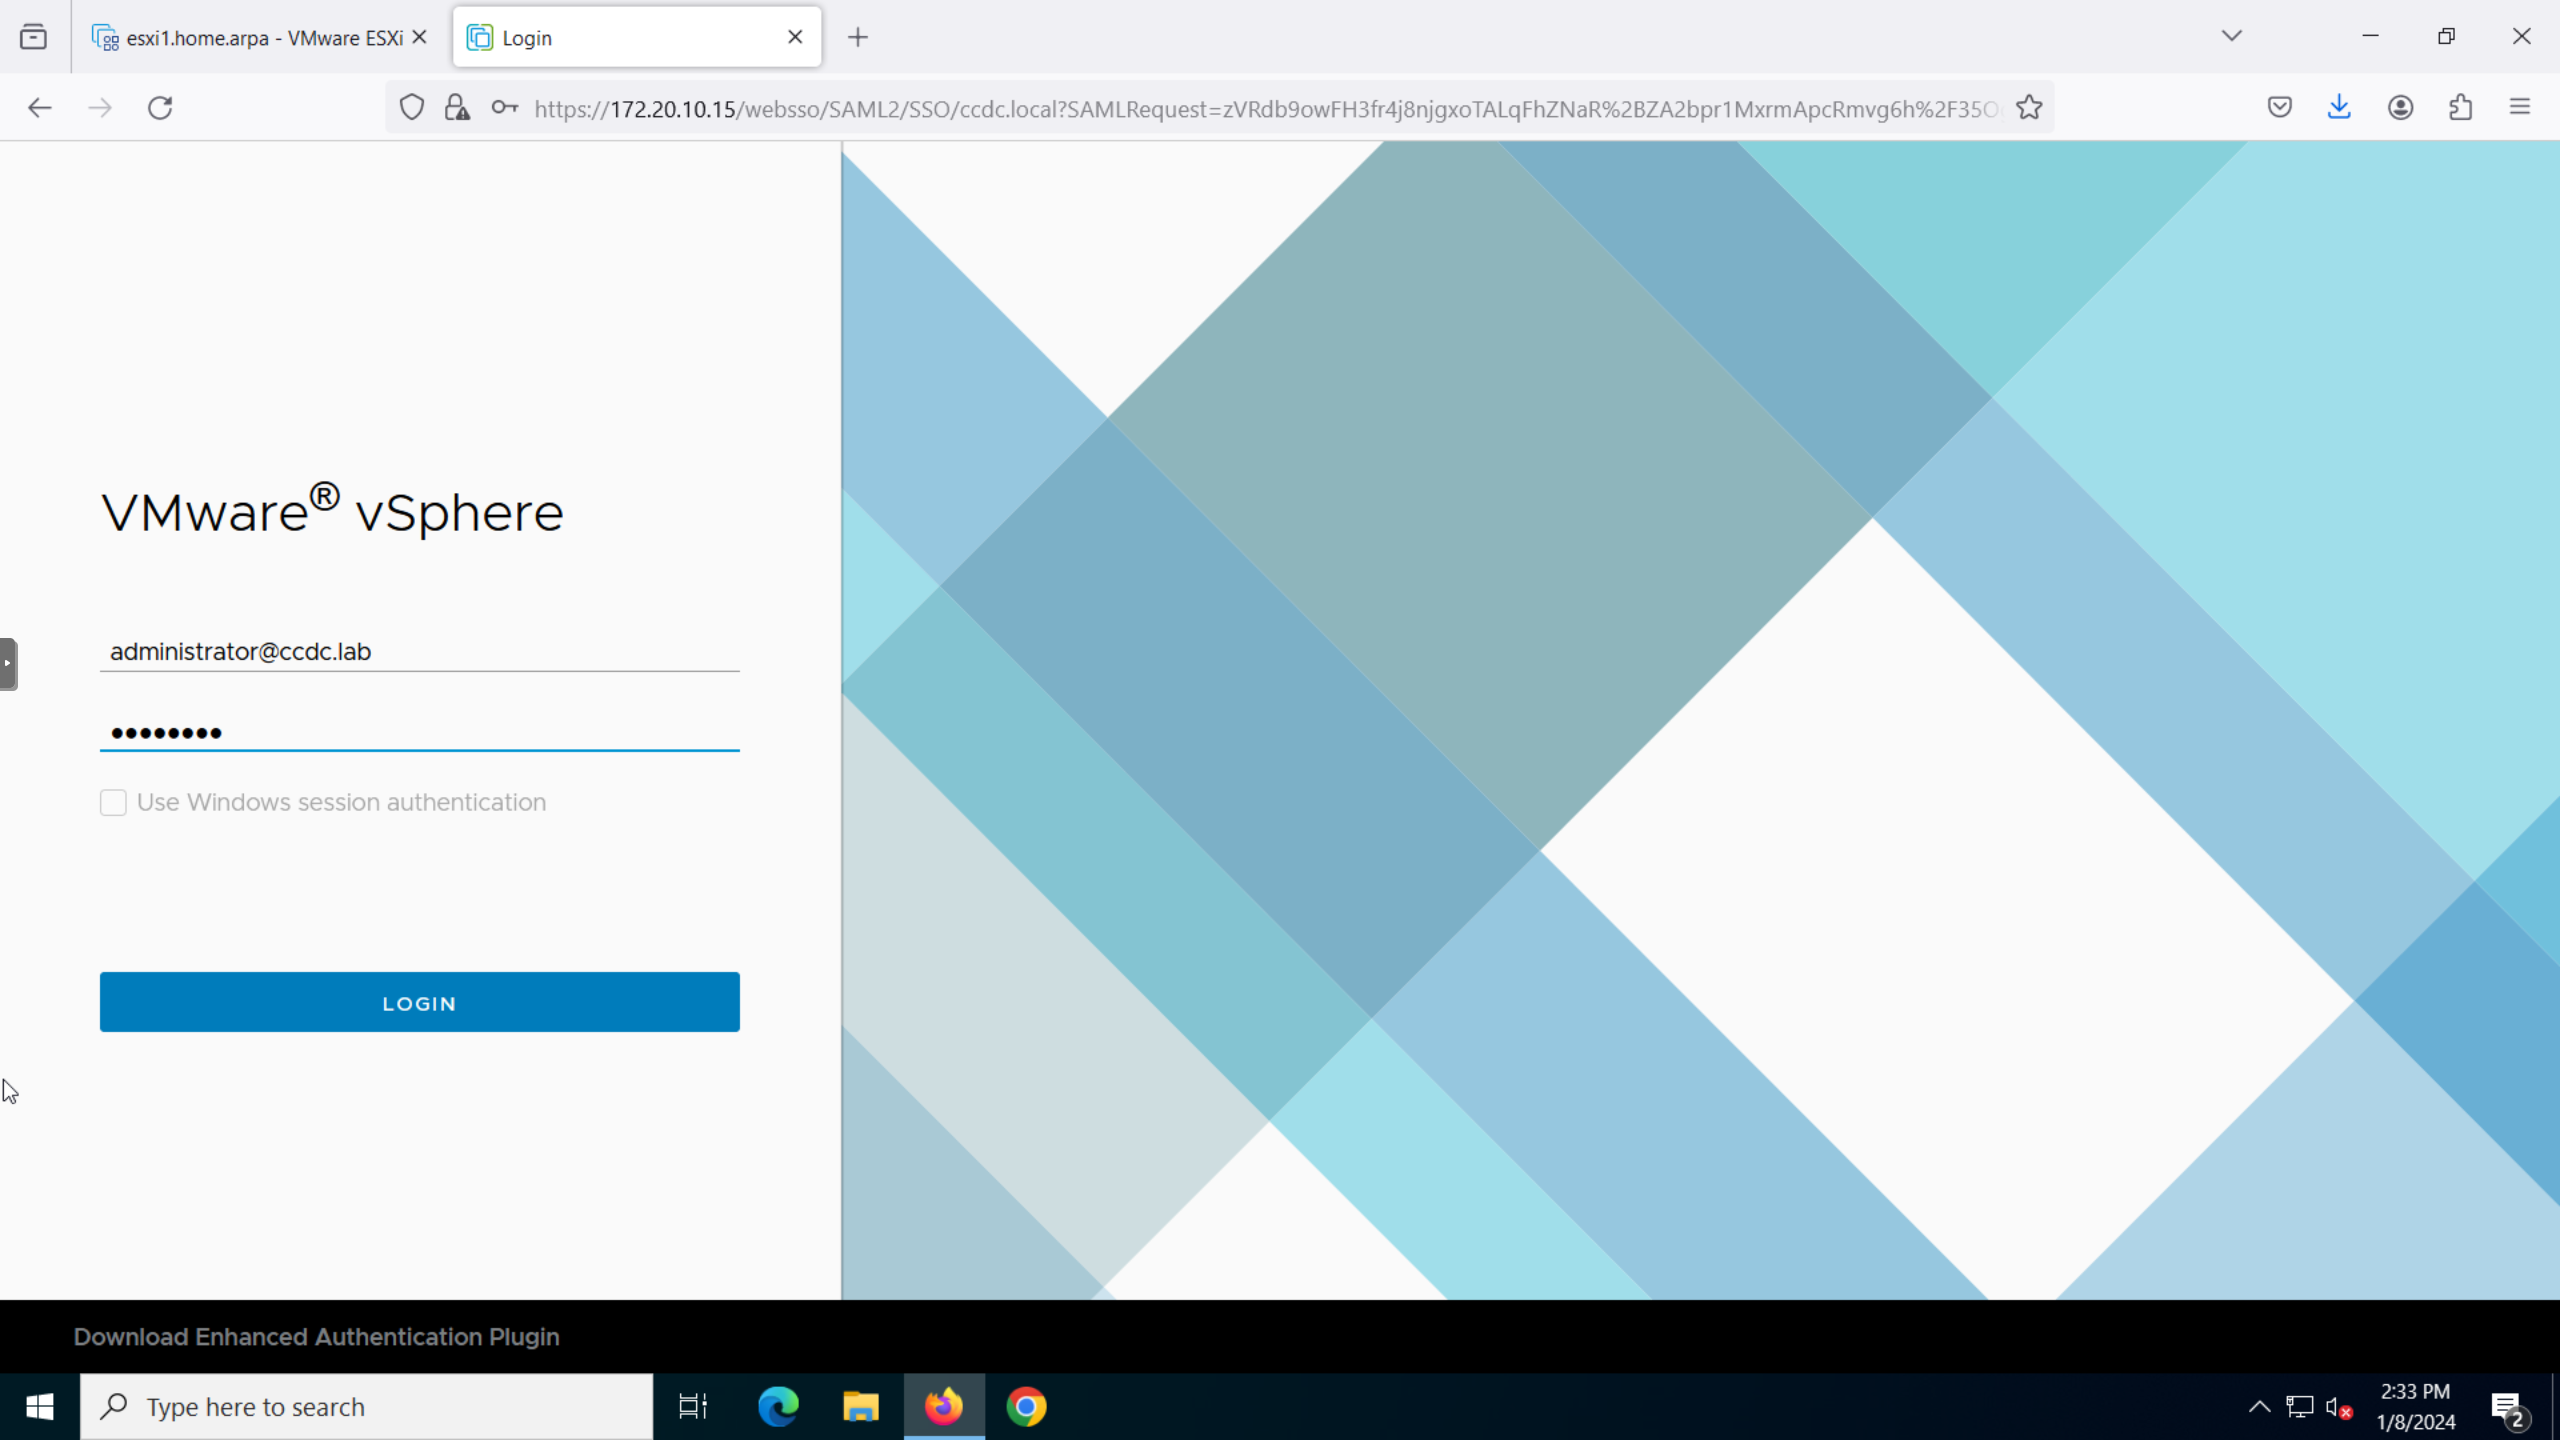 esxi1.home.arpa - VMware ESXi
Login
https://172.20.10.15/websso/SAML2/SSO/ccdc.local?SAMLRequest=zVRdb9owFH3fr4j8njgxoTALqFhZNaR%2BZA2bpr1MxrmApcRmvg6h%2F35O
VMware® vSphere
administrator@ccdc.lab
••••••••
Use Windows session authentication
LOGIN
Download Enhanced Authentication Plugin
Type here to search
2:33 PM
1/8/2024
2